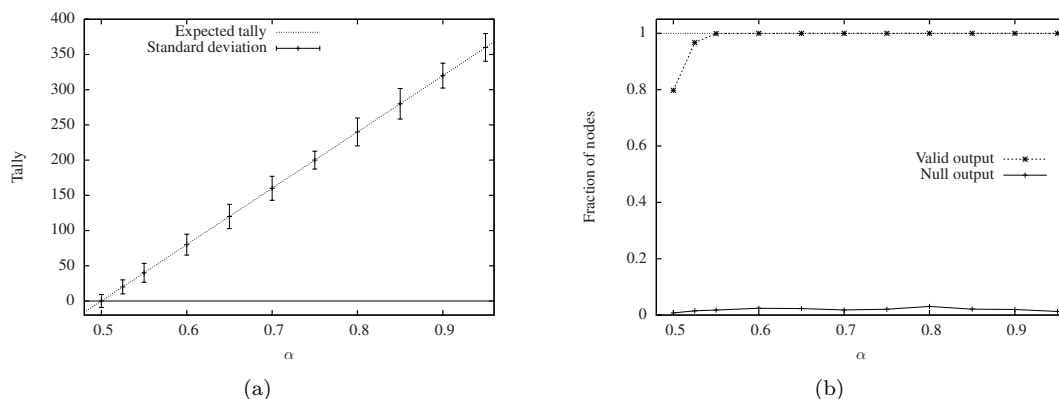 400
350
300
250
200
150
100
50
0
Tally
Expected tally
Standard deviation
0.5 0.6 0.7 0.8 0.9
α
(a)
1
0.8
0.6
0.4
0.2
0
Fraction of nodes
Valid output
Null output
0.5 0.6 0.7 0.8 0.9
α
(b)